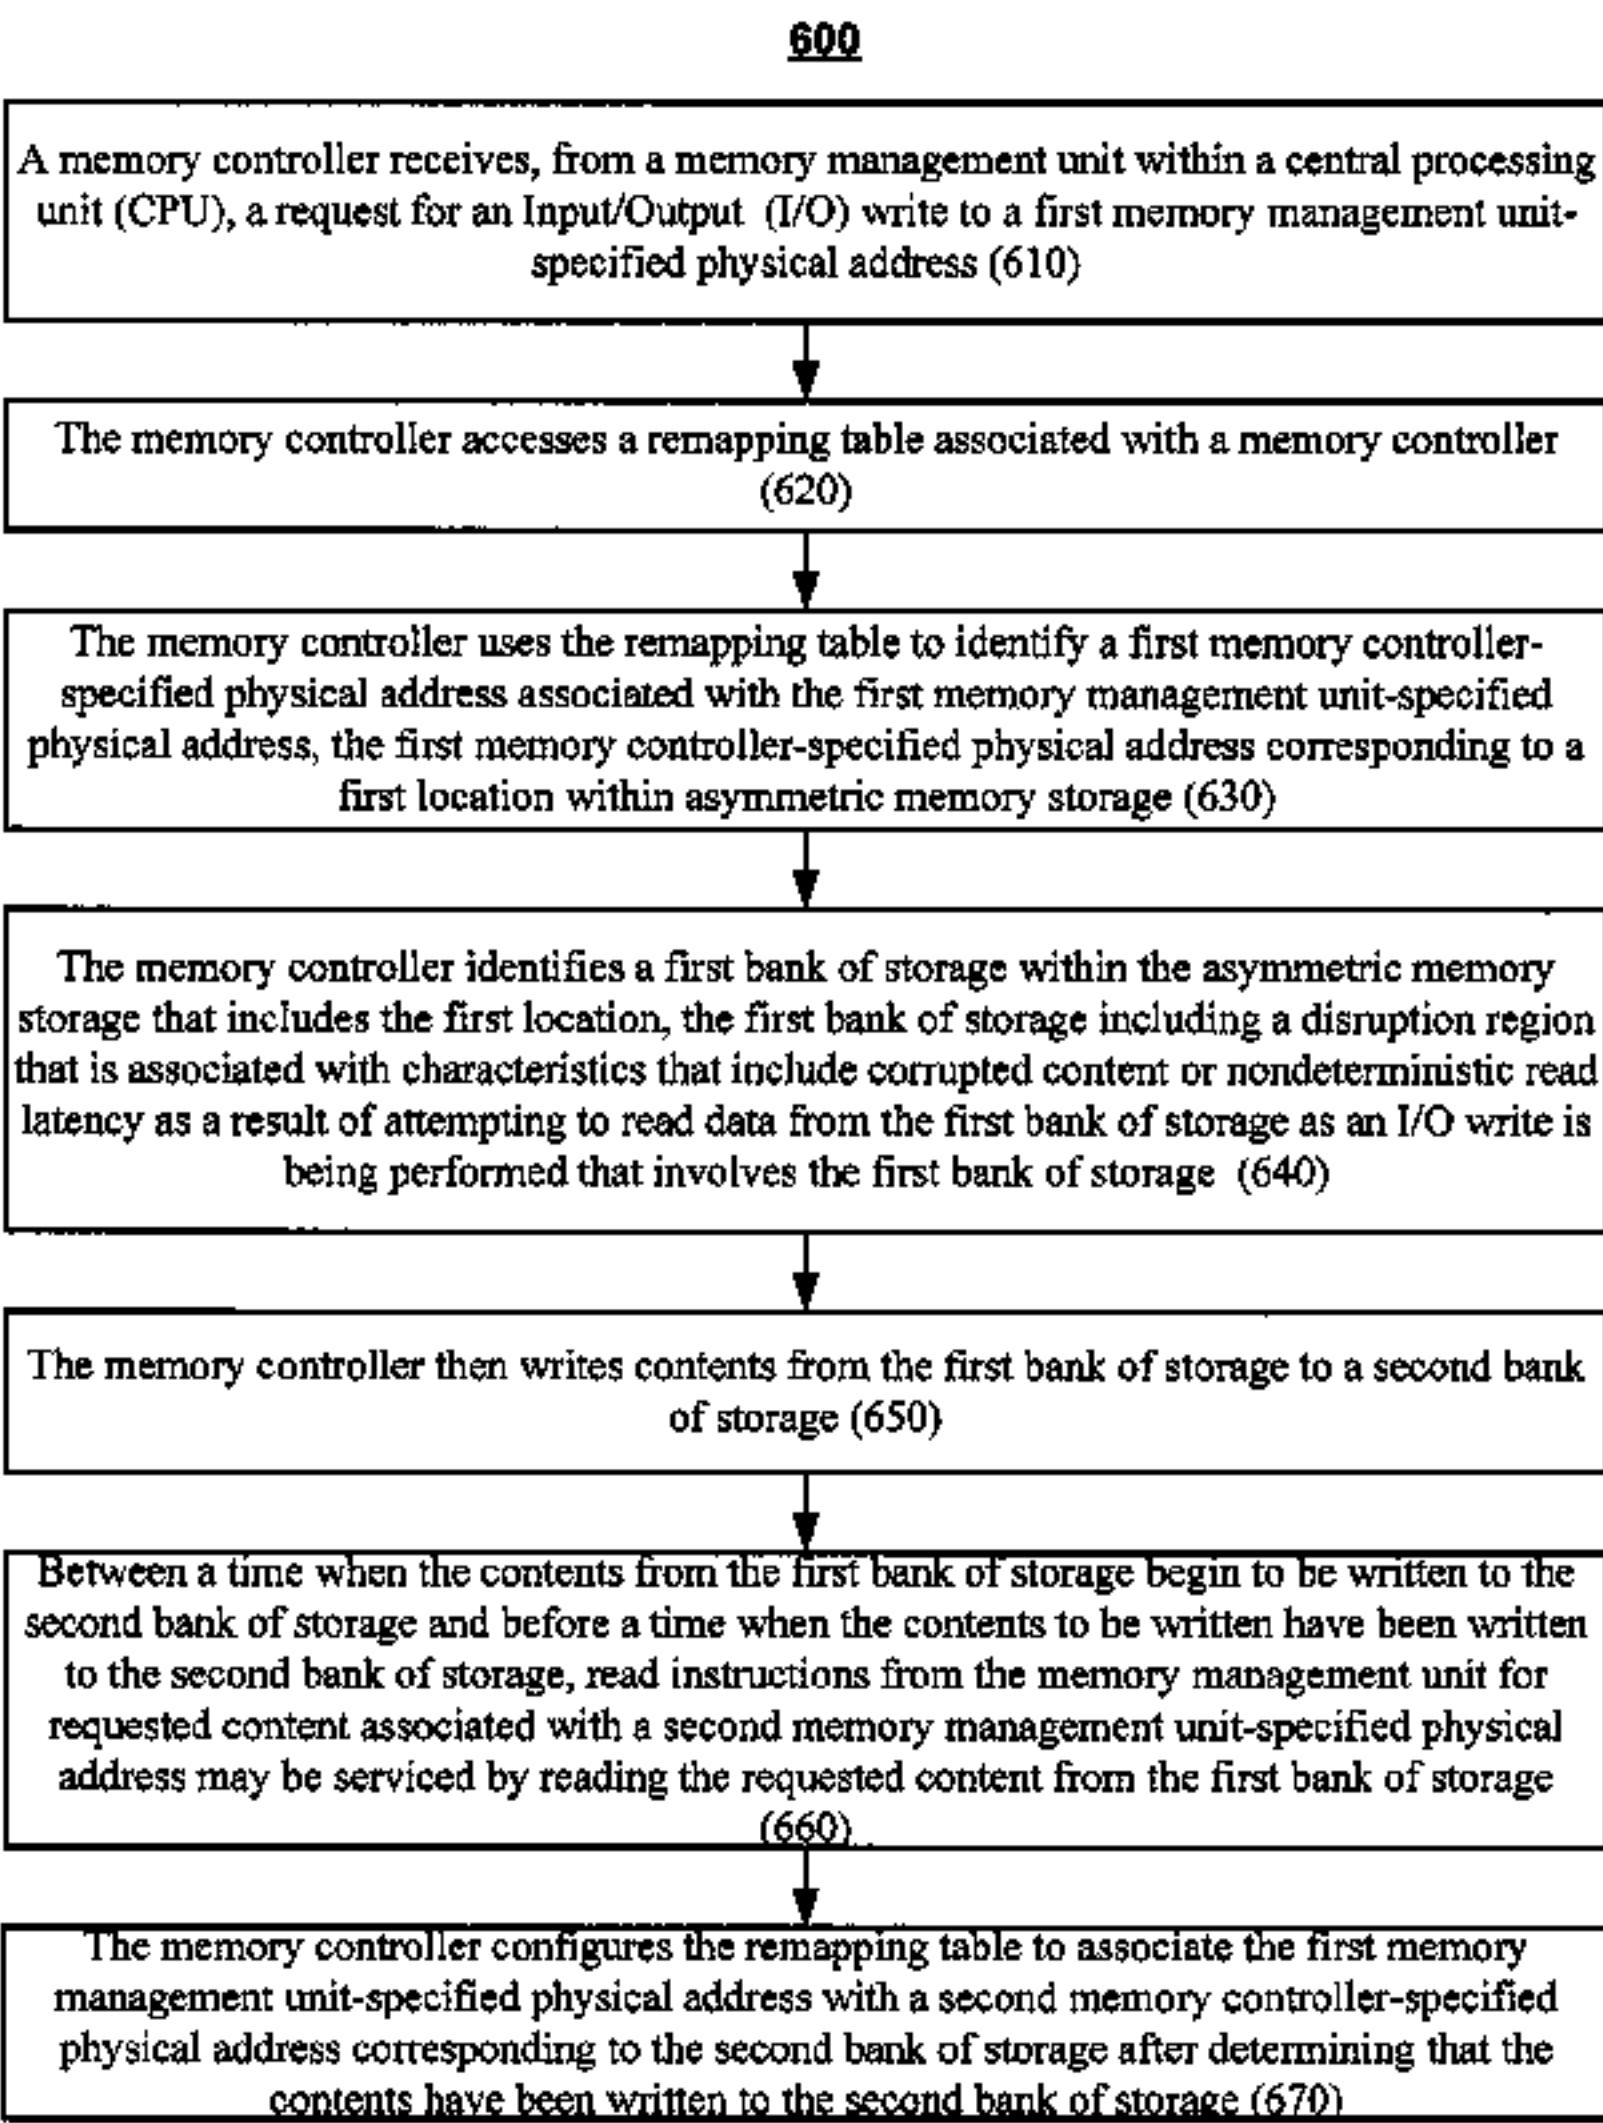 600
A memory controller receives, from a memory management unit within a central processing
unit (CPU), a request for an Input/Output (I/O) write to a first memory management unit-
specified physical address (610)
The memory controller accesses a remapping table associated with a memory controller
(620)
The memory controller uses the remapping table to identify a first memory controller-
specified physical address associated with the first memory management unit-specified
physical address, the first memory controller-specified physical address corresponding to a
first location within asymmetric memory storage (630)
The memory controller identifies a first bank of storage within the asymmetric memory
storage that includes the first location, the first bank of storage including a disruption region
that is associated with characteristics that include corrupted content or nondeterministic read
latency as a result of attempting to read data from the first bank of storage as an I/O write is
being performed that involves the first bank of storage (640)
The memory controller then writes contents from the first bank of storage to a second bank
of storage (650)
Between a time when the contents from the first bank of storage begin to be written to the
second bank of storage and before a time when the contents to be written have been written
to the second bank of storage, read instructions from the memory management unit for
requested content associated with a second memory management unit-specified physical
address may be serviced by reading the requested content from the first bank of storage
(660)
The memory controller configures the remapping table to associate the first memory
management unit-specified physical address with a second memory controller-specified
physical address corresponding to the second bank of storage after determining that the
contents have been written to the second bank of storage (670)